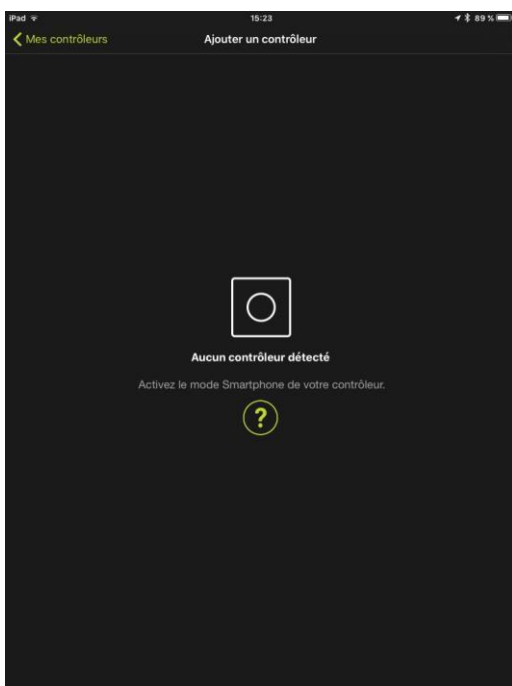 iPad 15:23 89 %
Mes contrôleurs Ajouter un contrôleur
Aucun contrôleur détecté
Activez le mode Smartphone de votre contrôleur.
?